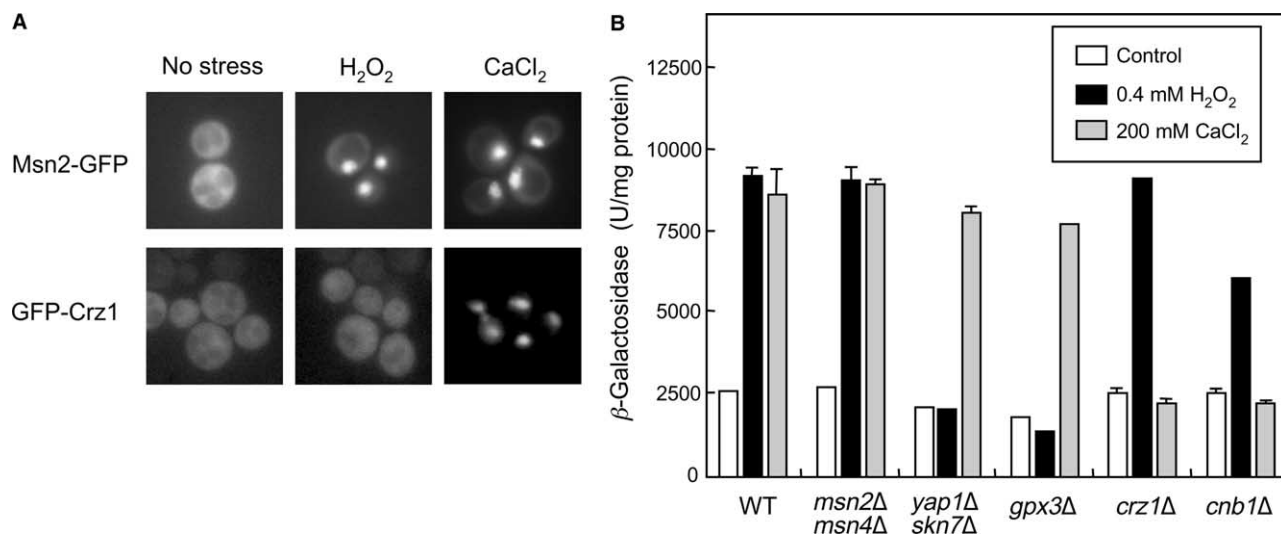 A
No stress
H₂O₂
CaCl₂
Msn2-GFP
GFP-Crz1
B
β-Galactosidase (U/mg protein)
12500
10000
7500
5000
2500
0
Control
0.4 mM H₂O₂
200 mM CaCl₂
WT
msn2Δ
msn4Δ
yap1Δ
skn7Δ
gpx3Δ
crz1Δ
cnb1Δ